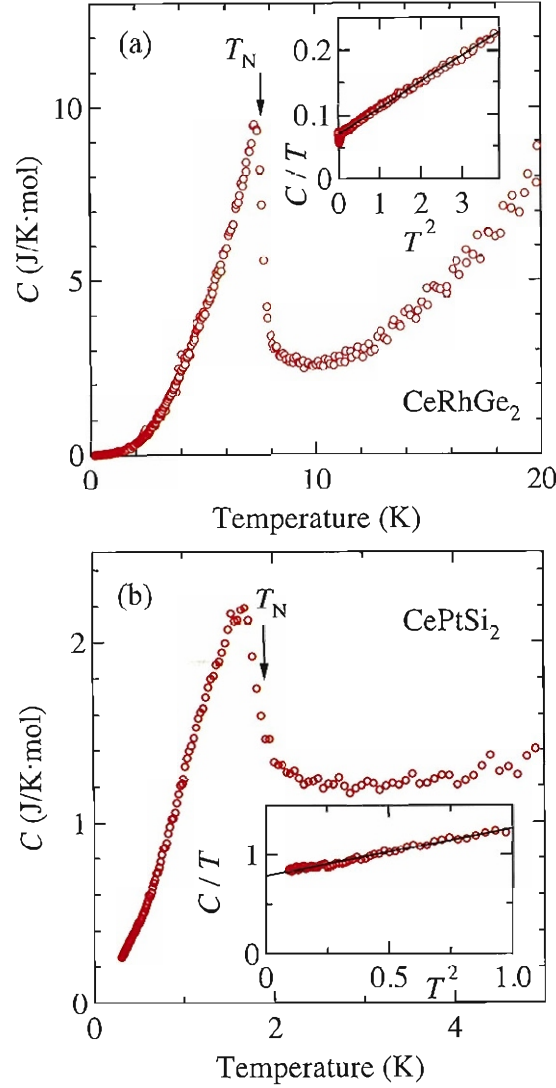 (a)
T_N
C / T
0.2
0.1
0
0 1 2 3
T^2
C (J/K·mol)
10
5
0
CeRhGe_2
0 10 20
Temperature (K)
(b)
T_N
CePtSi_2
C (J/K·mol)
2
1
0
C / T
1
0
0 0.5 1.0
T^2
0 2 4
Temperature (K)